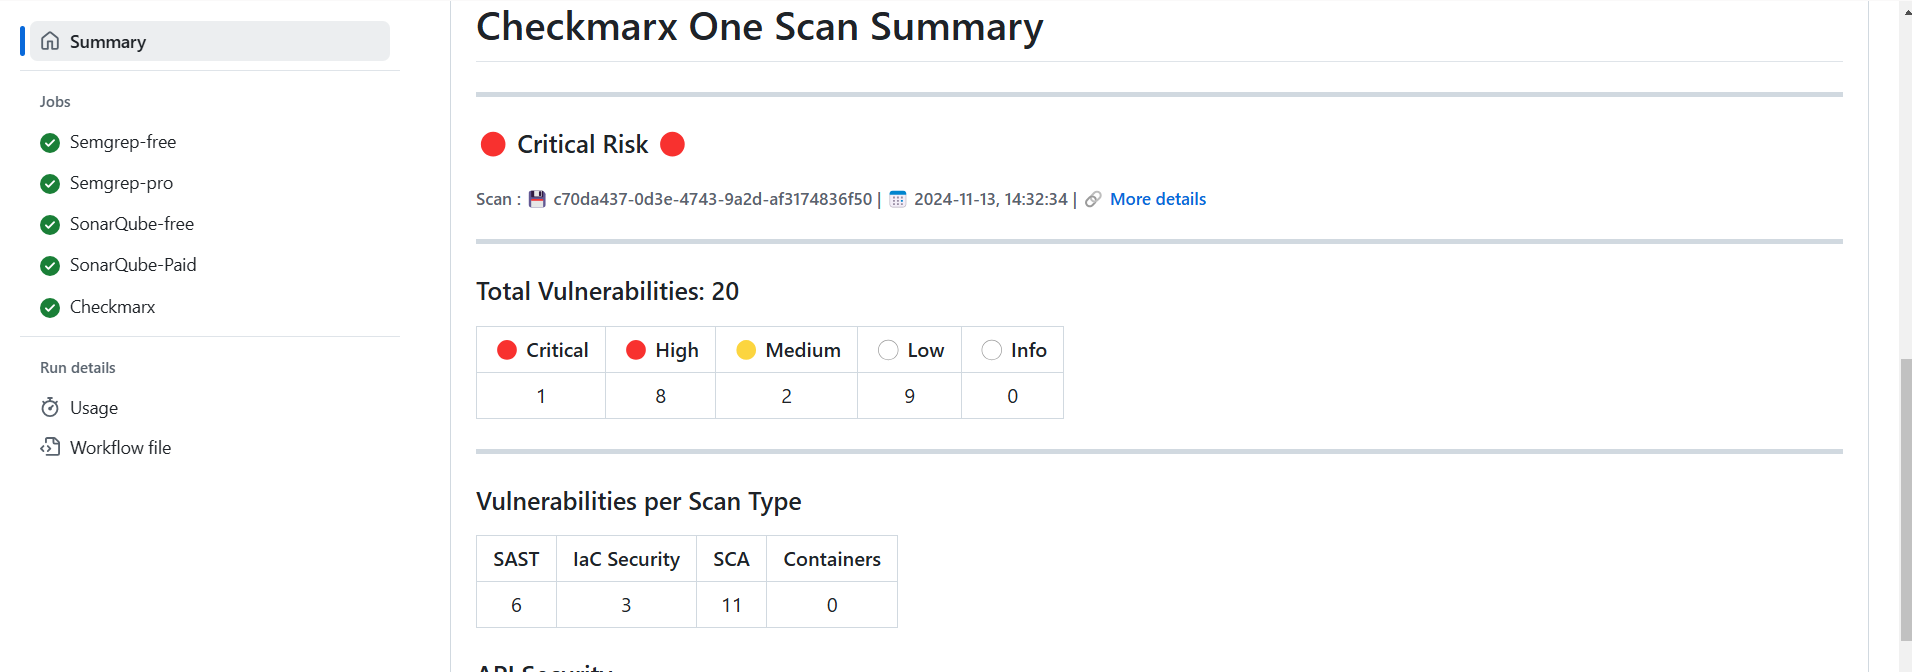 Summary
Jobs
Semgrep-free
Semgrep-pro
SonarQube-free
SonarQube-Paid
Checkmarx
Run details
Usage
Workflow file
Checkmarx One Scan Summary
Critical Risk
Scan : c70da437-0d3e-4743-9a2d-af3174836f50 | 2024-11-13, 14:32:34 | More details
Total Vulnerabilities: 20
Critical High Medium Low Info
1 8 2 9 0
Vulnerabilities per Scan Type
SAST IaC Security SCA Containers
6 3 11 0
API Security